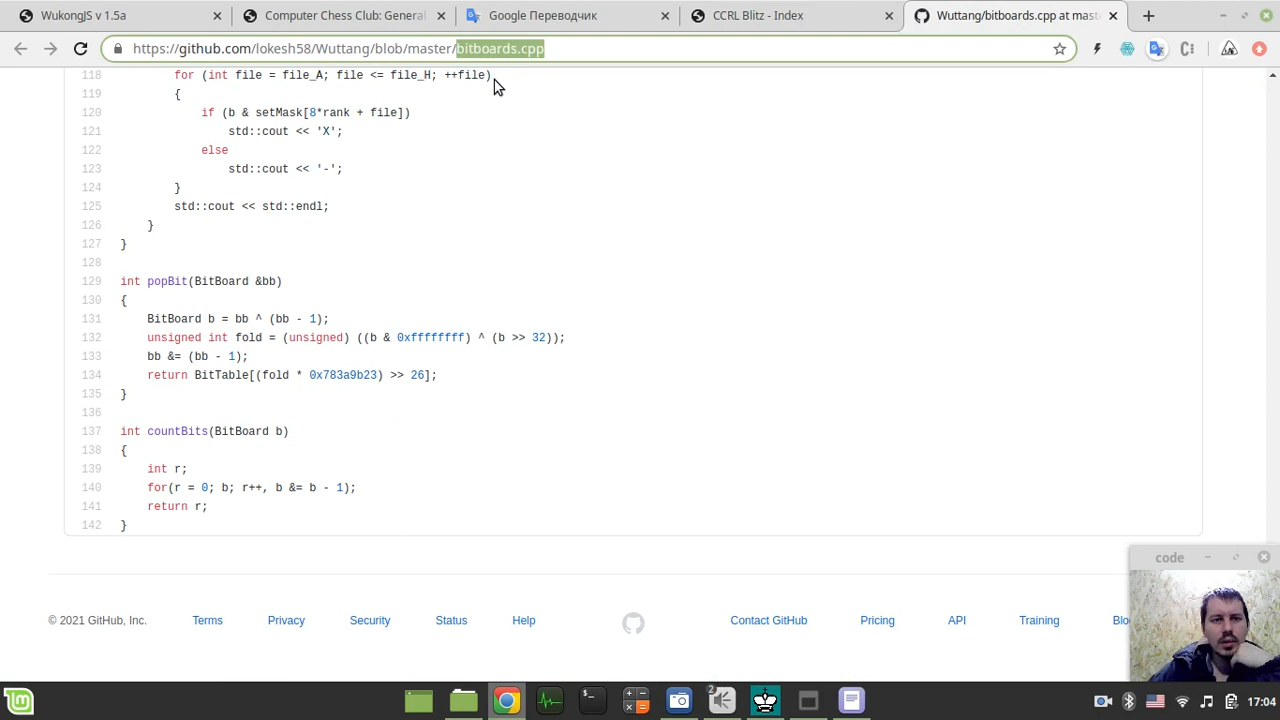 WukongJS v 1.5a
Computer Chess Club: General
Google Переводчик
CCRL Blitz - Index
Wuttang/bitboards.cpp at mast
https://github.com/lokesh58/Wuttang/blob/master/bitboards.cpp
118 for (int file = file_A; file <= file_H; ++file)
119 {
120 if (b & setMask[8*rank + file])
121 std::cout << 'X';
122 else
123 std::cout << '-';
124 }
125 std::cout << std::endl;
126 }
127 }
128
129 int popBit(BitBoard &bb)
130 {
131 BitBoard b = bb ^ (bb - 1);
132 unsigned int fold = (unsigned) ((b & 0xffffffff) ^ (b >> 32));
133 bb &= (bb - 1);
134 return BitTable[(fold * 0x783a9b23) >> 26];
135 }
136
137 int countBits(BitBoard b)
138 {
139 int r;
140 for(r = 0; b; r++, b &= b - 1);
141 return r;
142 }
code
© 2021 GitHub, Inc. Terms Privacy Security Status Help Contact GitHub Pricing API Training Blo
2
17:04